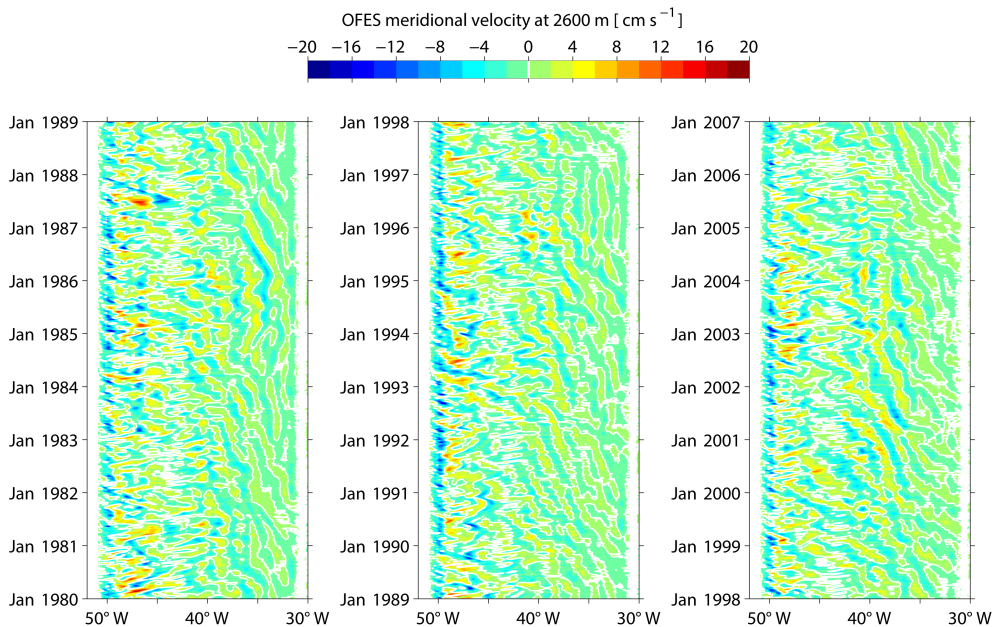 OFES meridional velocity at 2600 m [ cm s−1 ]
−20 −16 −12 −8 −4 0 4 8 12 16 20
Jan 1989
Jan 1988
Jan 1987
Jan 1986
Jan 1985
Jan 1984
Jan 1983
Jan 1982
Jan 1981
Jan 1980
50° W 40° W 30° W
Jan 1998
Jan 1997
Jan 1996
Jan 1995
Jan 1994
Jan 1993
Jan 1992
Jan 1991
Jan 1990
Jan 1989
50° W 40° W 30° W
Jan 2007
Jan 2006
Jan 2005
Jan 2004
Jan 2003
Jan 2002
Jan 2001
Jan 2000
Jan 1999
Jan 1998
50° W 40° W 30° W